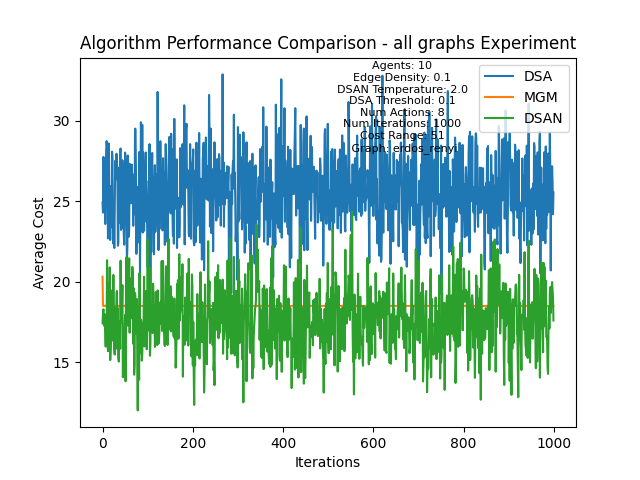 Algorithm Performance Comparison - all graphs Experiment
Agents: 10
Edge Density: 0.1
DSAN Temperature: 2.0
DSA Threshold: 0.1
Num Actions: 8
Num Iterations: 1000
Cost Range: 51
Graph: erdos_renyi
DSA
MGM
DSAN
Average Cost
30
25
20
15
0
200
400
600
800
1000
Iterations